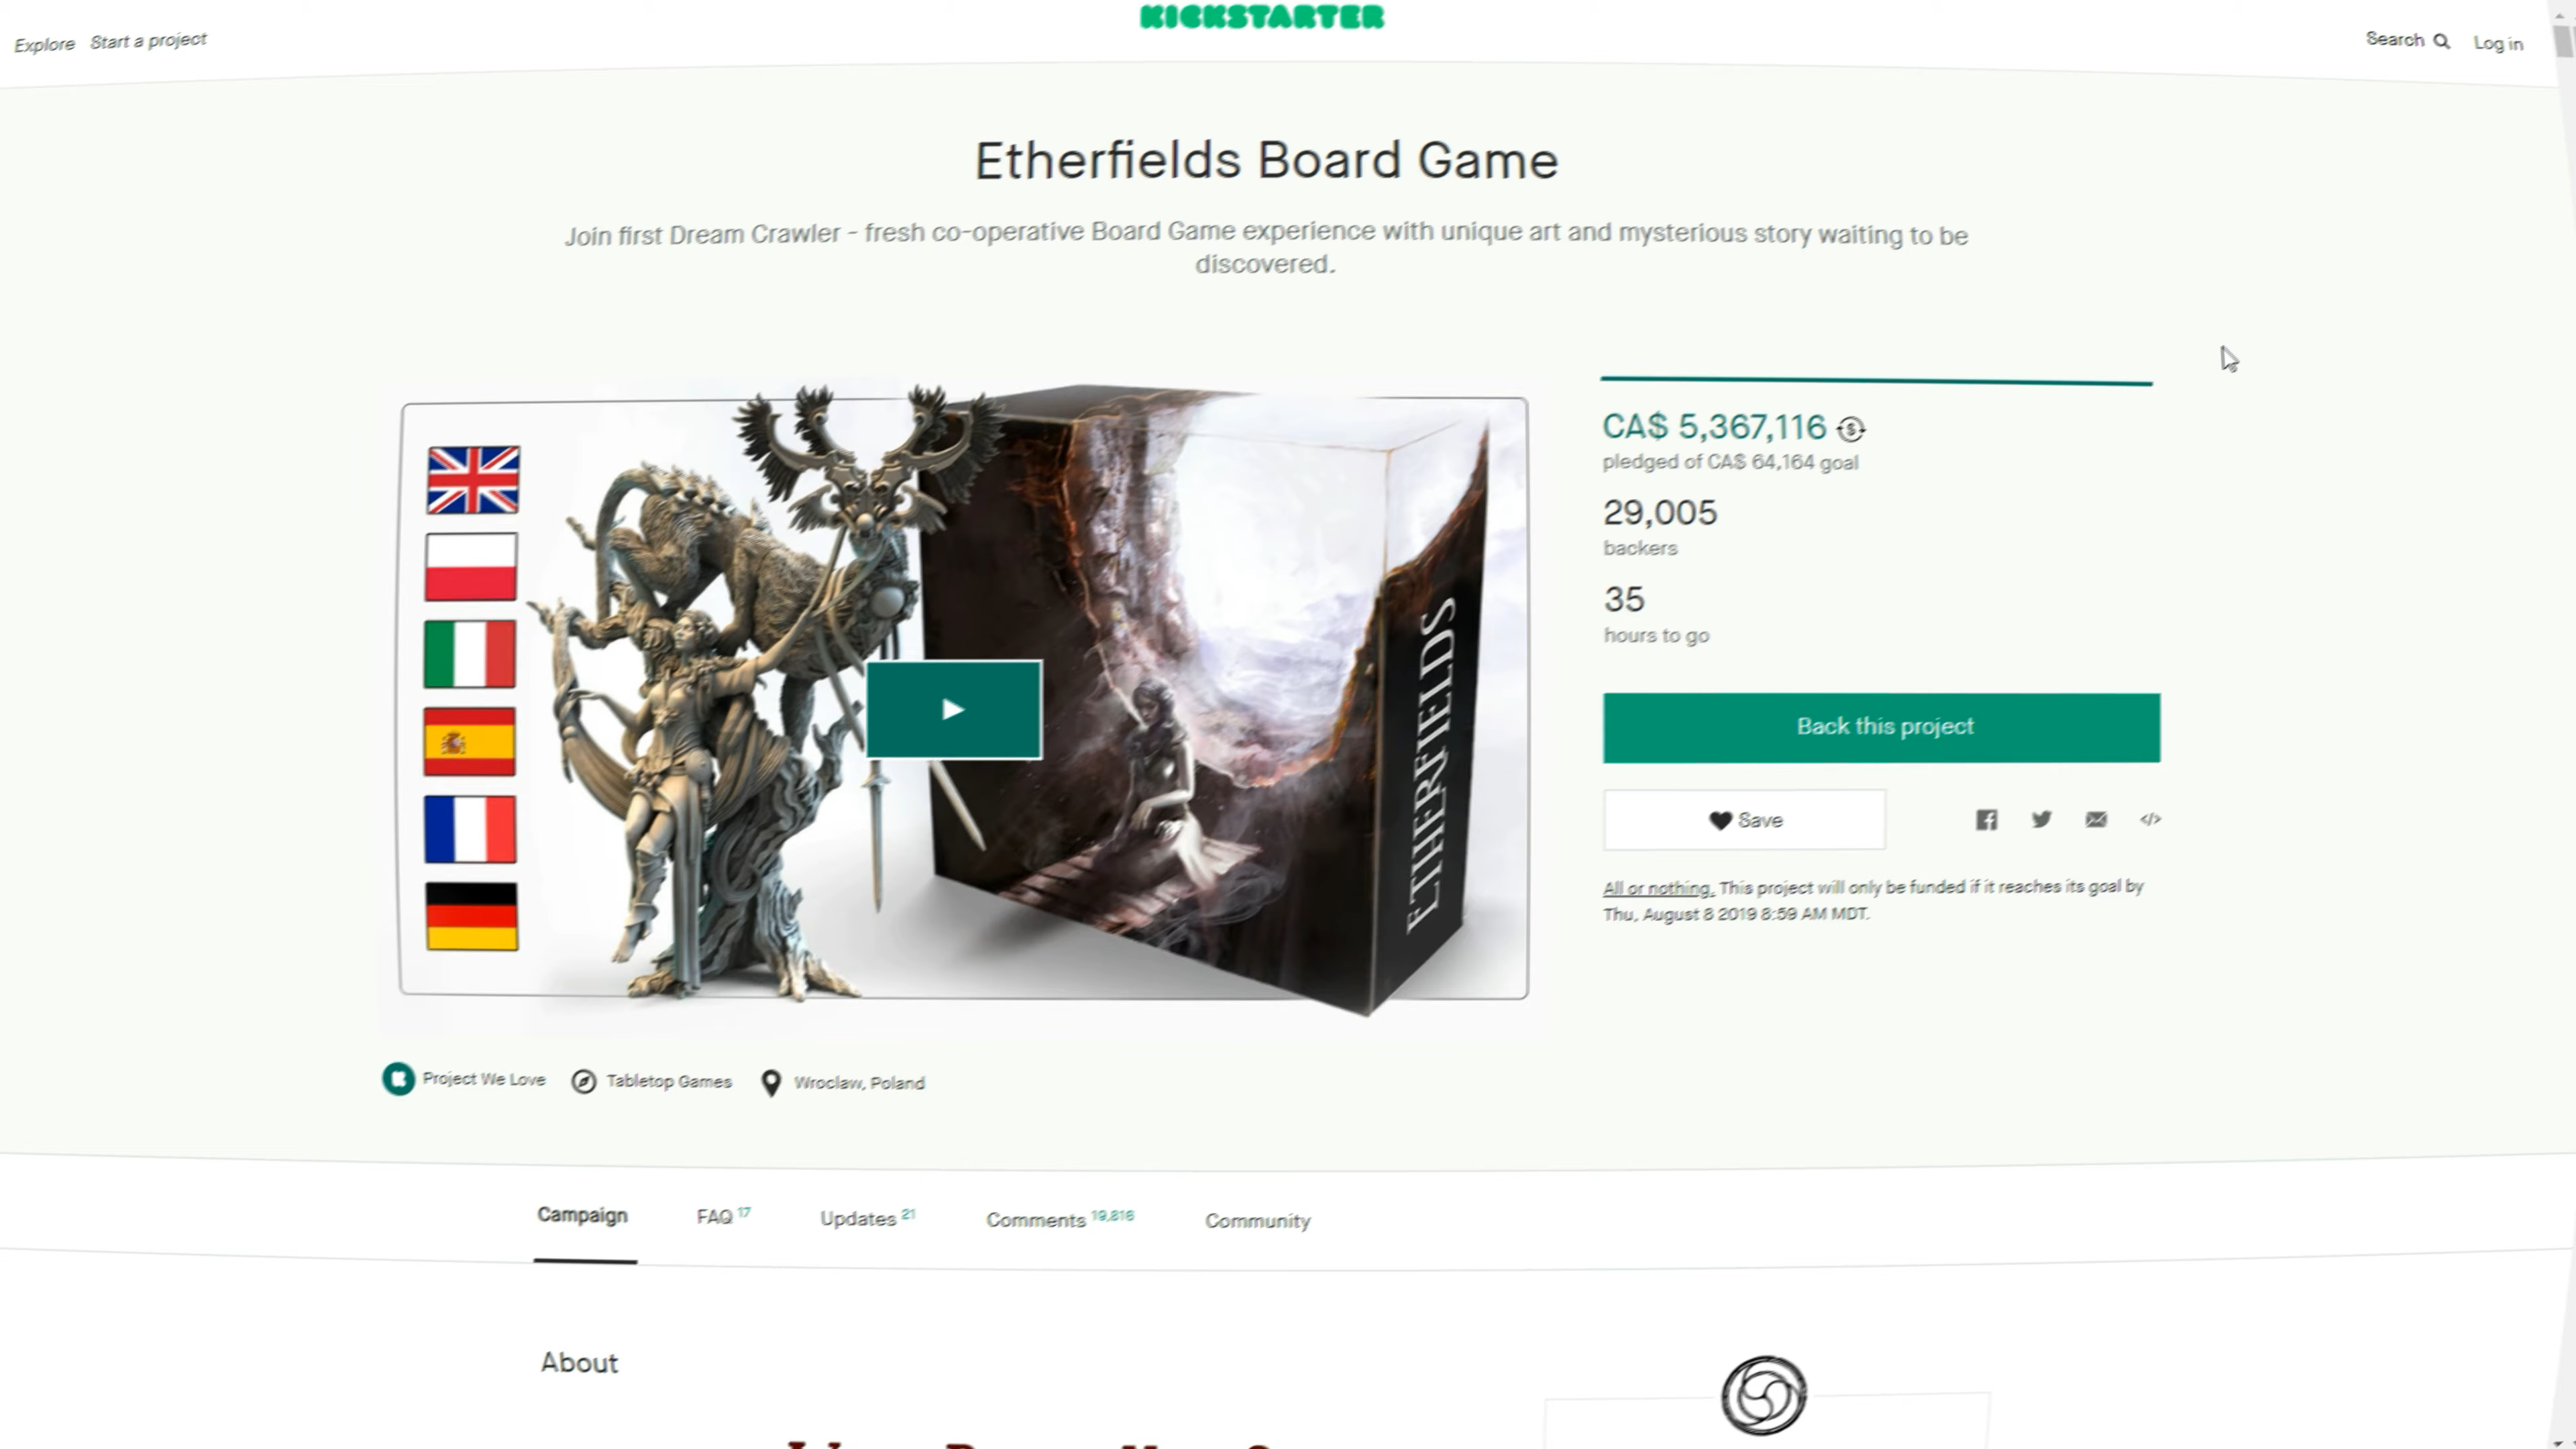 KICKSTARTER
Explore Start a project
Search Log in
Etherfields Board Game
Join first Dream Crawler - fresh co-operative Board Game experience with unique art and mysterious story waiting to be
discovered.
ETHERFIELDS
CA$ 5,367,116
pledged of CA$ 64,164 goal
29,005
backers
35
hours to go
Back this project
Save
All or nothing. This project will only be funded if it reaches its goal by
Thu, August 8 2019 8:59 AM MDT.
Project We Love Tabletop Games Wroclaw, Poland
Campaign FAQ 17 Updates 21 Comments 19,816 Community
About